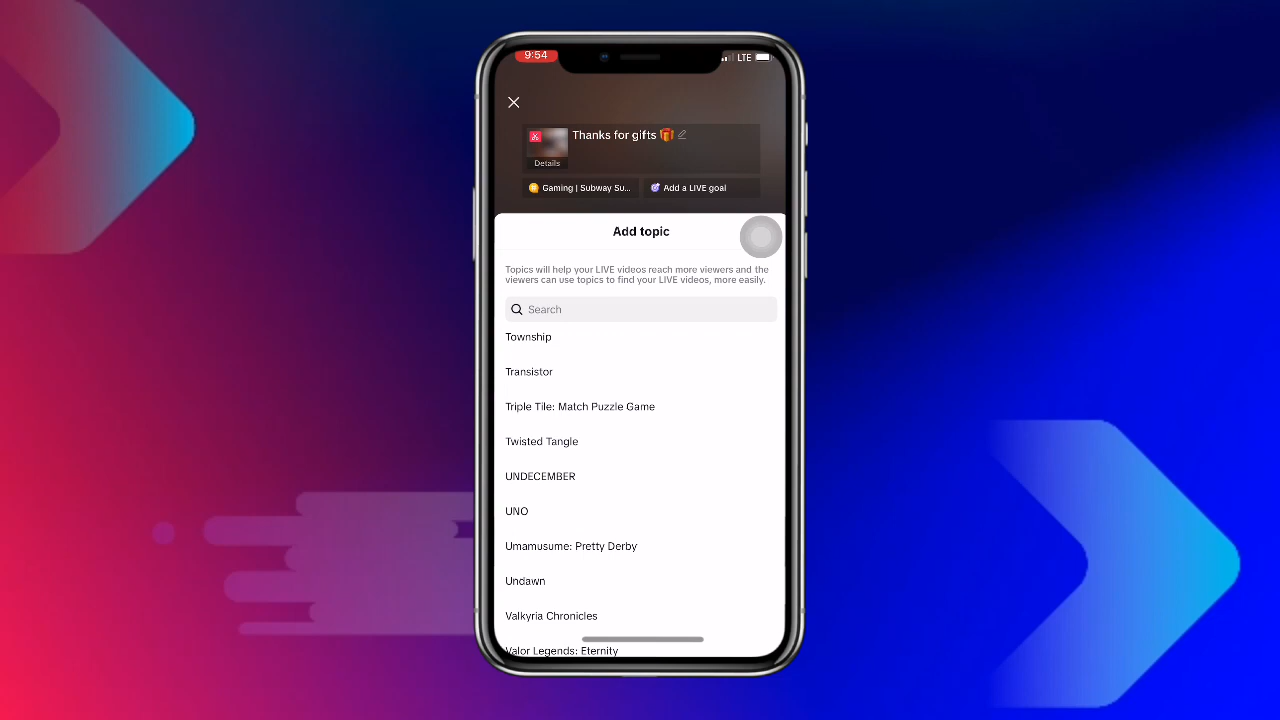 9:54
LTE
Thanks for gifts 🎁
Details
Gaming | Subway Su...
Add a LIVE goal
Add topic
Topics will help your LIVE videos reach more viewers and the
viewers can use topics to find your LIVE videos, more easily.
Search
Township
Transistor
Triple Tile: Match Puzzle Game
Twisted Tangle
UNDECEMBER
UNO
Umamusume: Pretty Derby
Undawn
Valkyria Chronicles
Valor Legends: Eternity